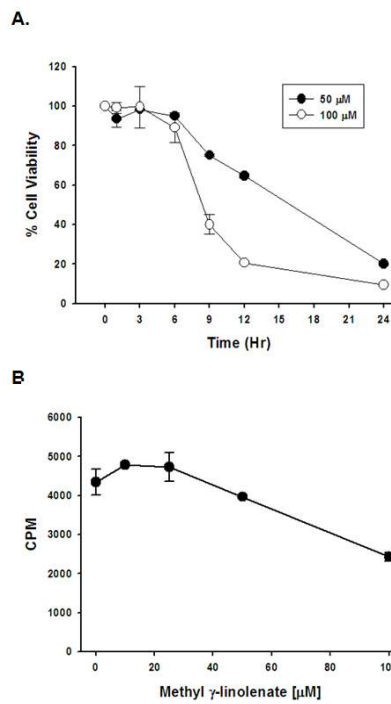 A.
120
100
80
60
40
20
0
% Cell Viability
50 µM
100 µM
0 3 6 9 12 15 18 21 24
Time (Hr)
B
6000
5000
4000
3000
2000
1000
0
CPM
0 20 40 60 80
Methyl γ-linolenate [µM]